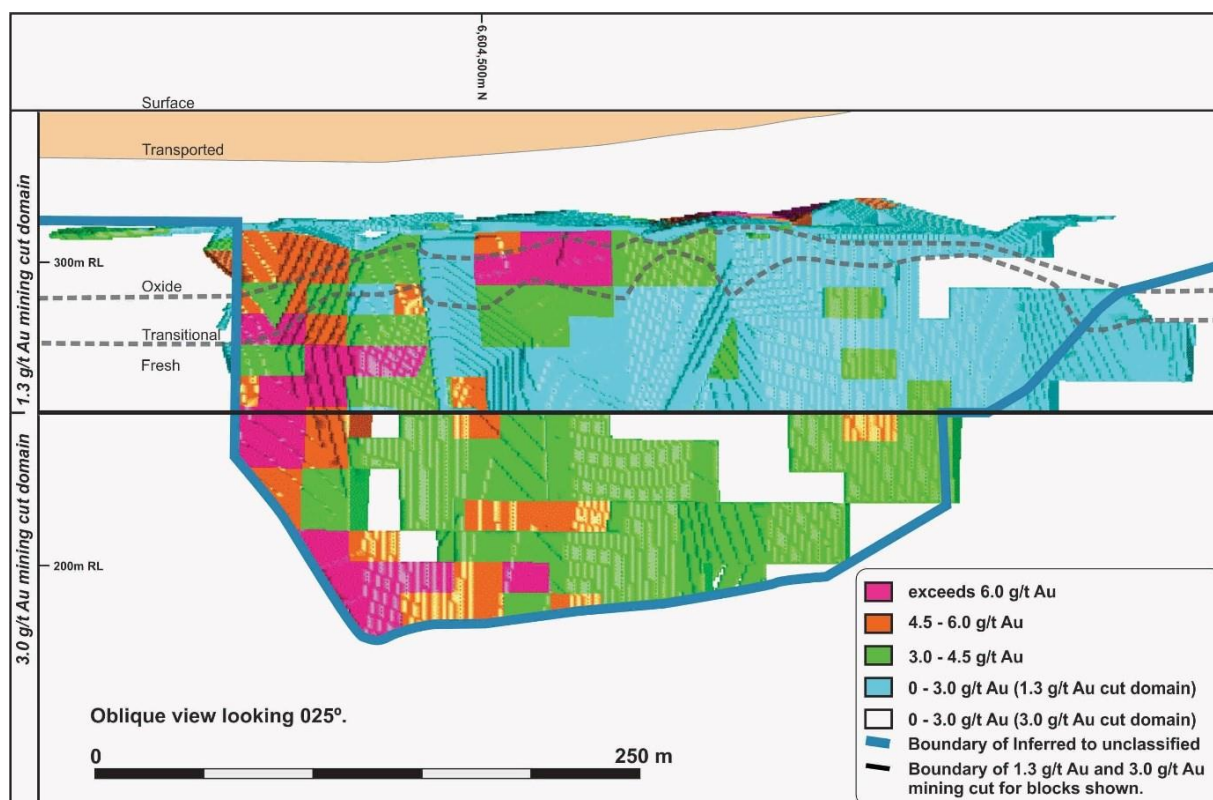 6,604,500m N
Surface
Transported
1.3 g/t Au mining cut domain
300m RL
Oxide
Transitional
Fresh
3.0 g/t Au mining cut domain
200m RL
exceeds 6.0 g/t Au
4.5 - 6.0 g/t Au
3.0 - 4.5 g/t Au
0 - 3.0 g/t Au (1.3 g/t Au cut domain)
0 - 3.0 g/t Au (3.0 g/t Au cut domain)
Boundary of Inferred to unclassified
Boundary of 1.3 g/t Au and 3.0 g/t Au
mining cut for blocks shown.
Oblique view looking 025º.
0 250 m